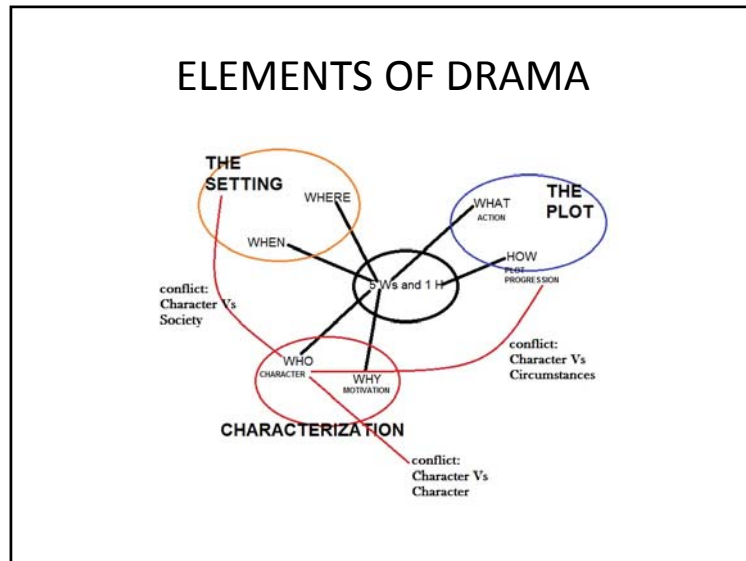 ELEMENTS OF DRAMA
THE
SETTING
WHERE
WHEN
WHAT
ACTION
THE
PLOT
HOW
PLOT
PROGRESSION
5 Ws and 1 H
conflict:
Character Vs
Society
WHO
CHARACTER
WHY
MOTIVATION
CHARACTERIZATION
conflict:
Character Vs
Circumstances
conflict:
Character Vs
Character